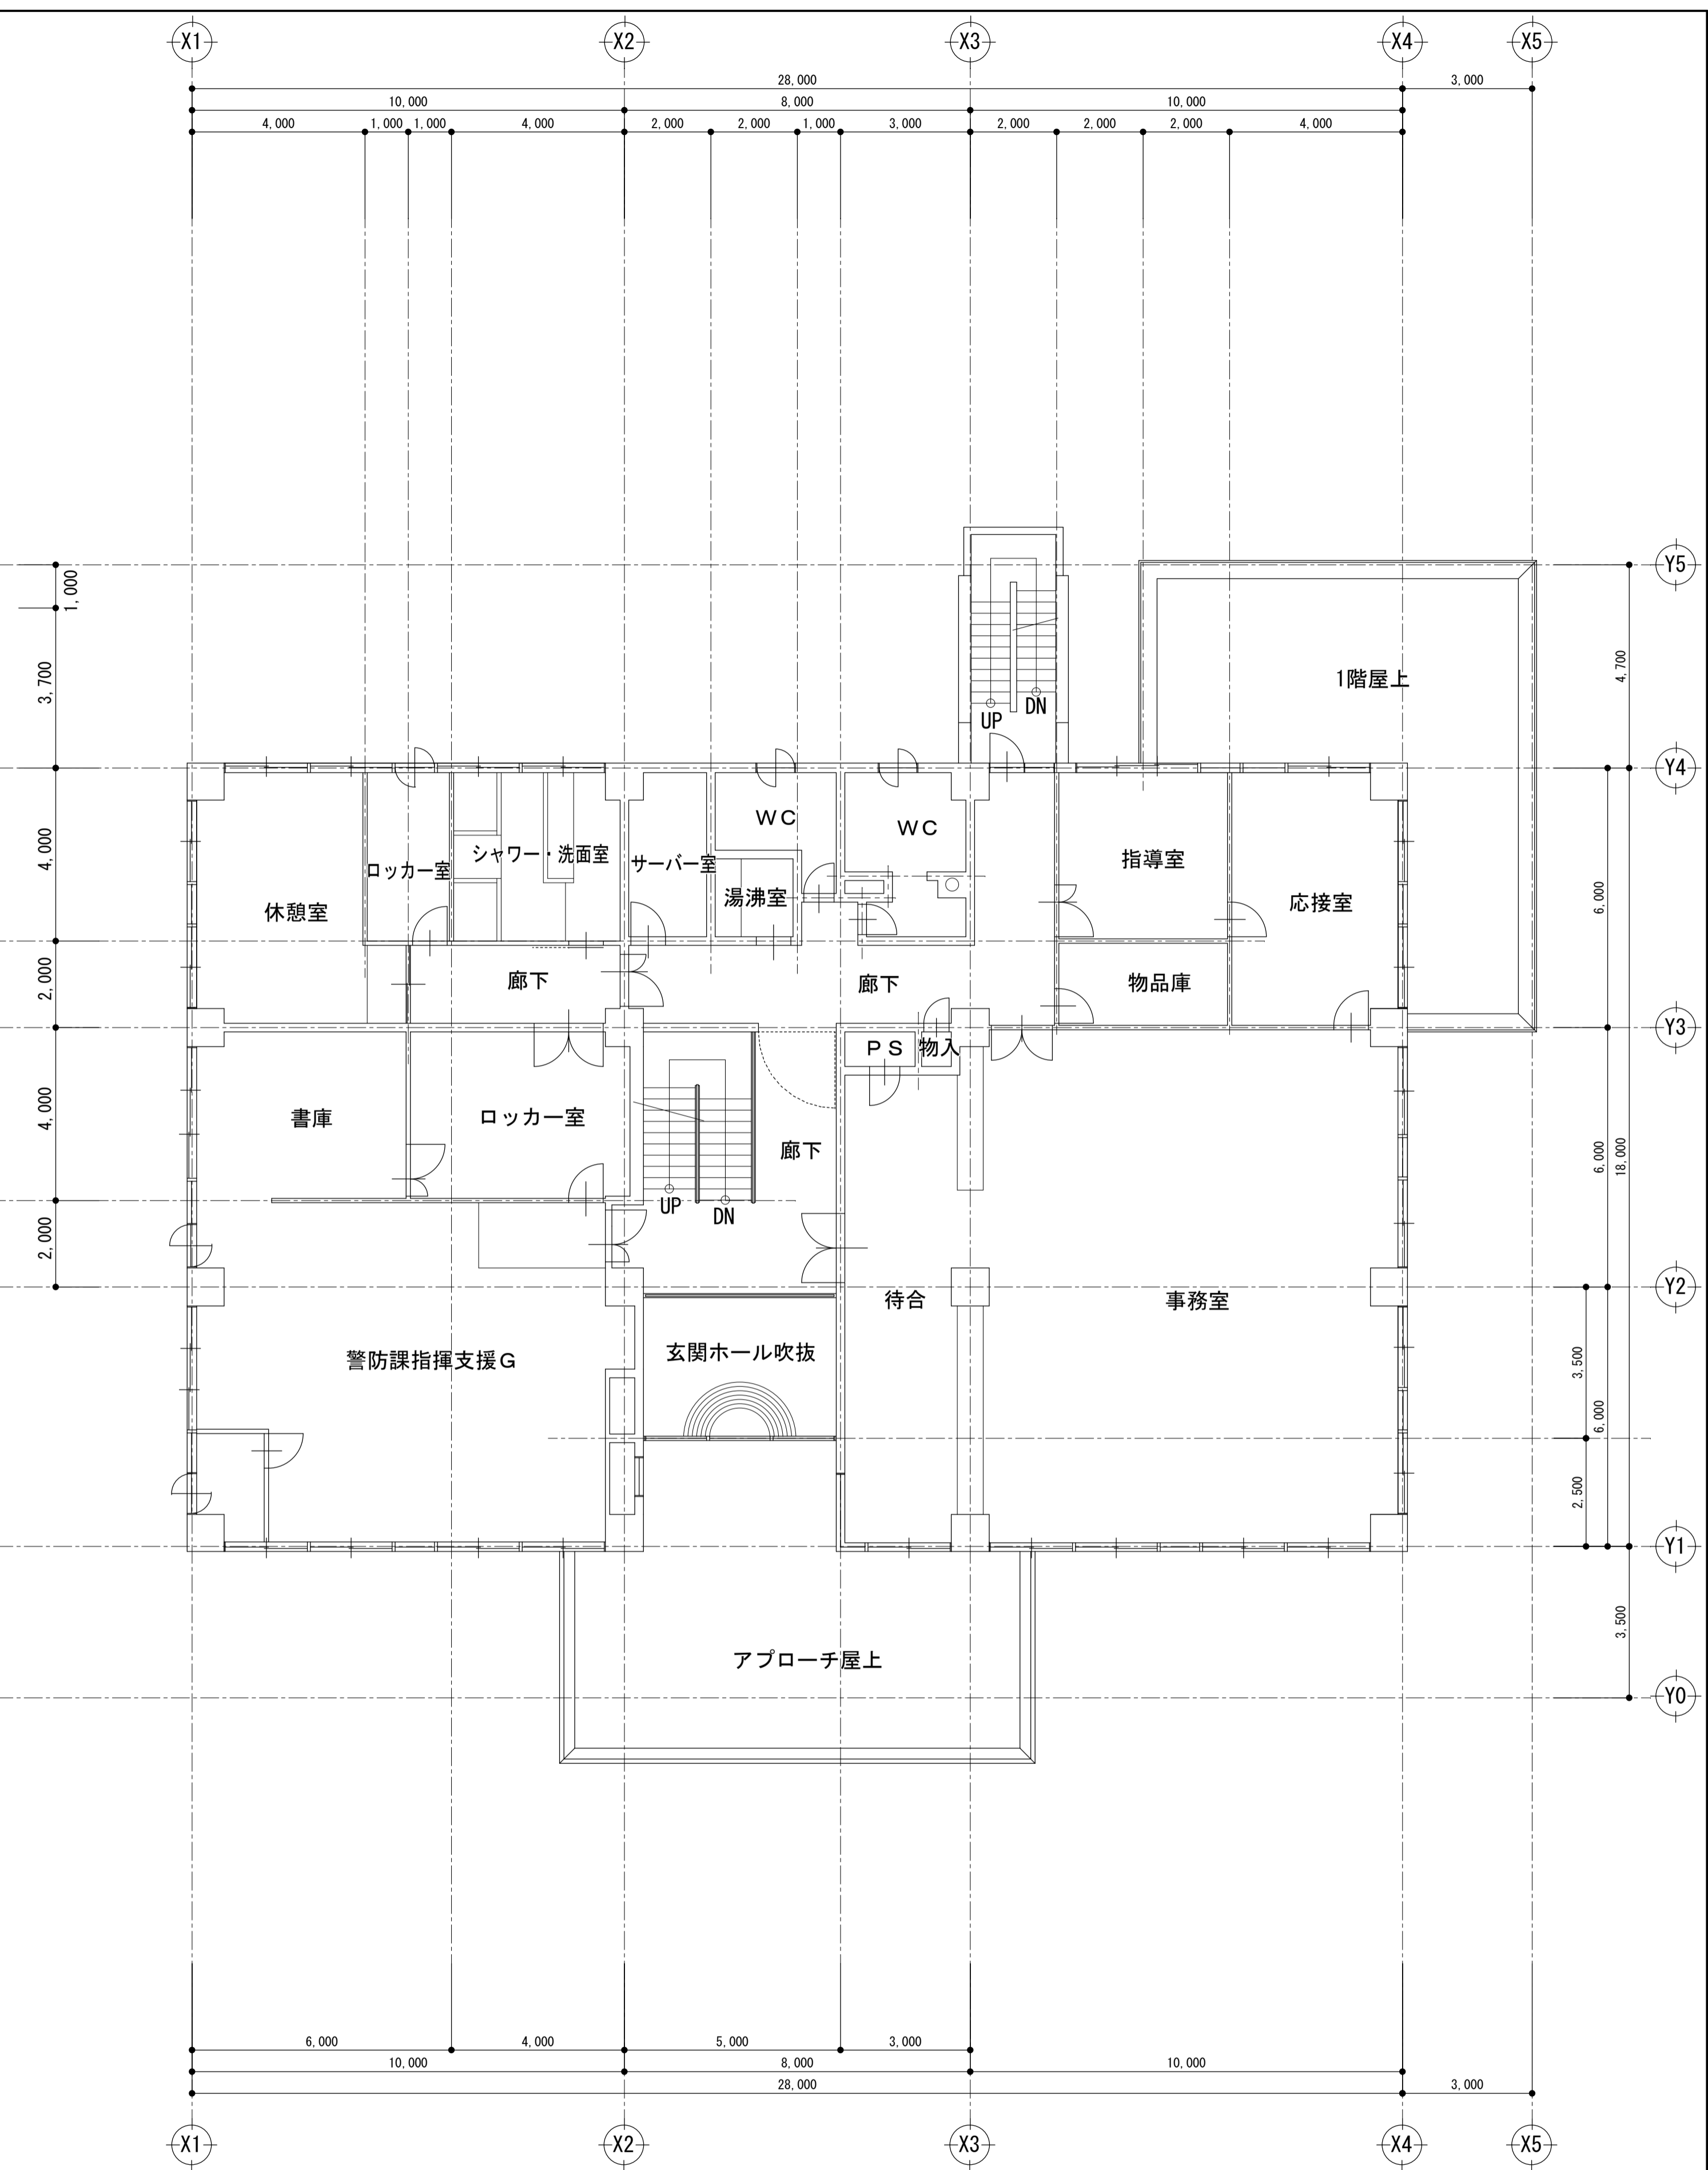 X1 X2 X3 X4 X5
28,000 3,000
10,000 8,000 10,000
4,000 1,000 1,000 4,000 2,000 2,000 1,000 3,000 2,000 2,000 2,000 4,000
Y5
1,000
3,700
4,700
1階屋上
UP DN
Y4
4,000
WC WC
シャワー・洗面室
ロッカー室
サーバー室
指導室
湯沸室
休憩室
応接室
6,000
2,000
廊下 廊下
物品庫
Y3
PS 物入
4,000
書庫
ロッカー室
廊下
6,000
18,000
UP DN
2,000
Y2
待合
事務室
玄関ホール吹抜
警防課指揮支援G
3,500
6,000
2,500
Y1
3,500
アプローチ屋上
Y0
6,000 4,000 5,000 3,000
10,000 8,000 10,000
28,000 3,000
X1 X2 X3 X4 X5